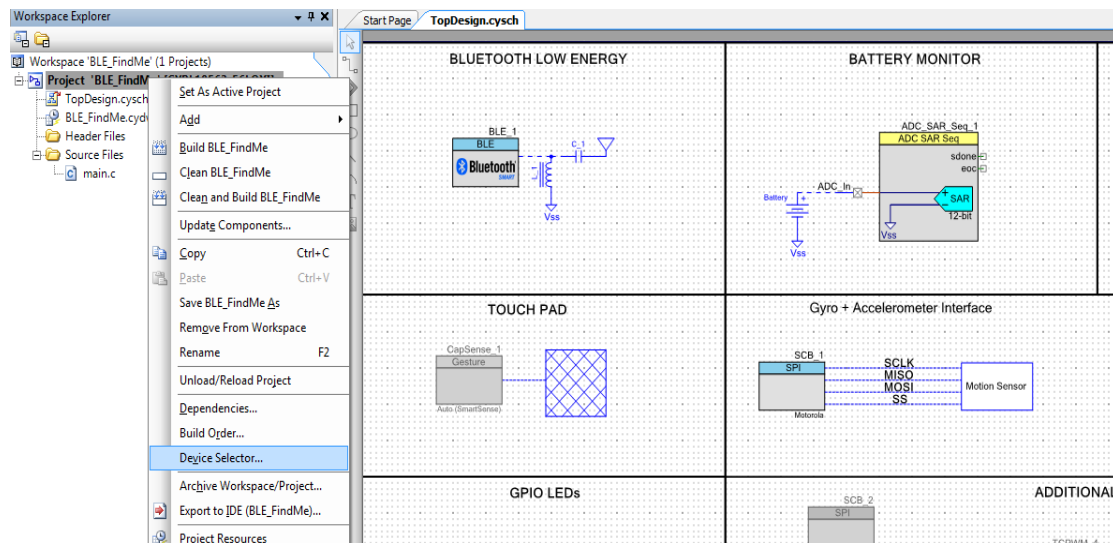 Workspace Explorer
Workspace 'BLE_FindMe' (1 Projects)
Project 'BLE_FindM
TopDesign.cysch
BLE_FindMe.cyd
Header Files
Source Files
main.c
Set As Active Project
Add
Build BLE_FindMe
Clean BLE_FindMe
Clean and Build BLE_FindMe
Update Components...
Copy Ctrl+C
Paste Ctrl+V
Save BLE_FindMe As
Remove From Workspace
Rename F2
Unload/Reload Project
Dependencies...
Build Order...
Device Selector...
Archive Workspace/Project...
Export to IDE (BLE_FindMe)...
Project Resources
Start Page
TopDesign.cysch
BLUETOOTH LOW ENERGY
BLE_1
BLE
Bluetooth
SMART
C_1
L_1
Vss
BATTERY MONITOR
ADC_SAR_Seq_1
ADC SAR Seq
sdone
eoc
ADC_In
Battery
+
+
SAR
-
12-bit
Vss
Vss
TOUCH PAD
CapSense_1
Gesture
Auto (SmartSense)
Gyro + Accelerometer Interface
SCB_1
SPI
SCLK
MISO
MOSI
SS
Motion Sensor
Motorola
GPIO LEDs
SCB_2
SPI
ADDITIONAL